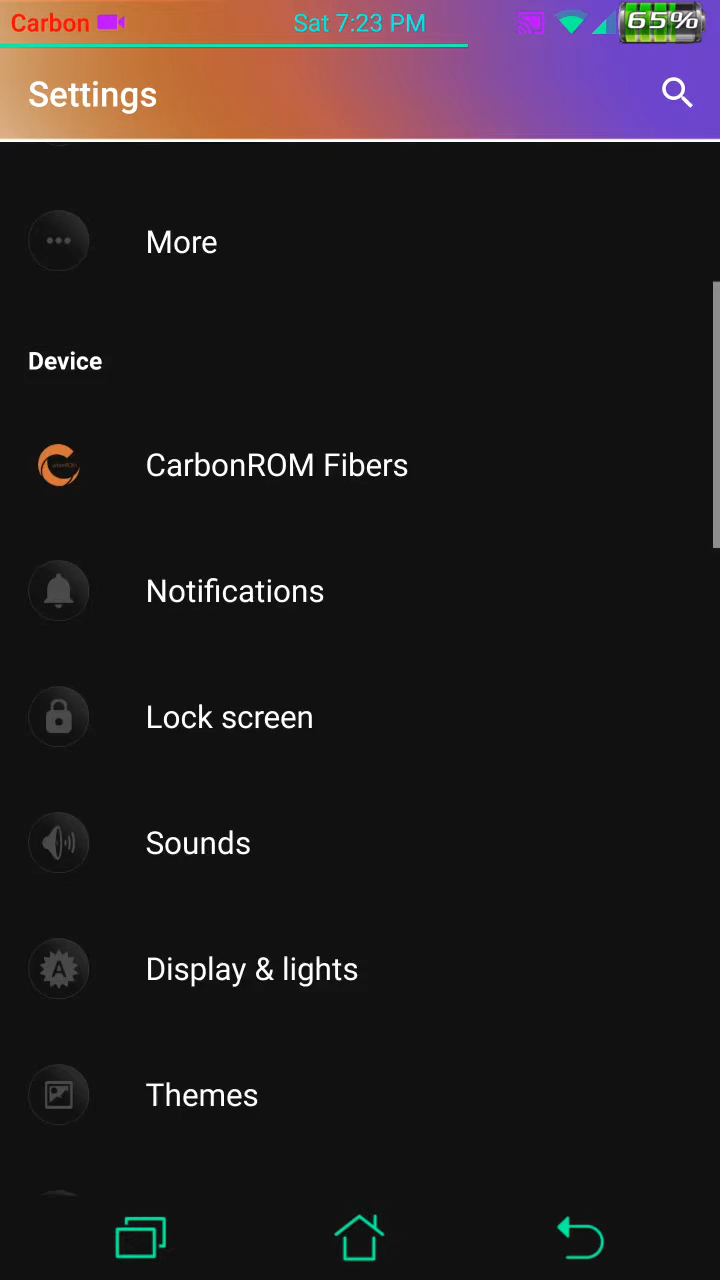 Carbon Sat 7:23 PM 65%
Settings
More
Device
CarbonROM Fibers
Notifications
Lock screen
Sounds
Display & lights
Themes